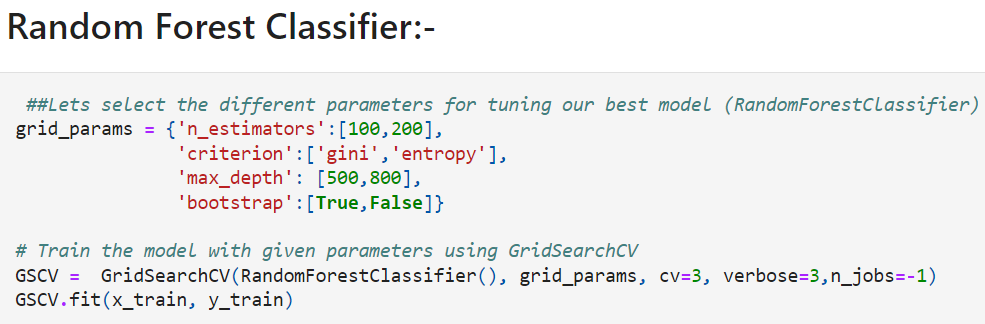 Random Forest Classifier:-
##Lets select the different parameters for tuning our best model (RandomForestClassifier)
grid_params = {'n_estimators':[100,200],
'criterion':['gini','entropy'],
'max_depth': [500,800],
'bootstrap':[True,False]}
# Train the model with given parameters using GridSearchCV
GSCV =  GridSearchCV(RandomForestClassifier(), grid_params, cv=3, verbose=3,n_jobs=-1)
GSCV.fit(x_train, y_train)